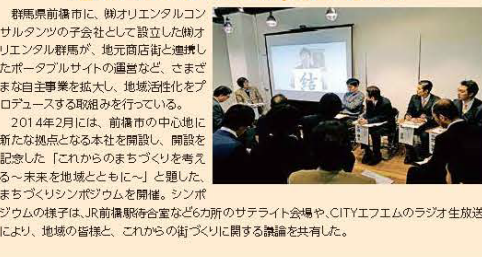 群馬県前橋市に、㈱オリエンタルコン
サルタンツの子会社として設立した㈱オ
リエンタル群馬が、地元商店街と連携し
たポータブルサイトの運営など、さまざ
まな自主事業を拡大し、地域活性化をプ
ロデュースする取組みを行っている。
2014年2月には、前橋市の中心地に
新たな拠点となる本社を開設し、開設を
記念した「これからのまちづくりを考え
る～未来を地域とともに～」と題した、
まちづくりシンポジウムを開催。シンポ
ジウムの様子は、JR前橋駅待合室など6カ所のサテライト会場や、CITYエフエムのラジオ生放送
により、地域の皆様と、これからの街づくりに関する議論を共有した。
結